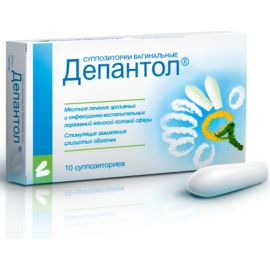 СУППОЗИТОРИИ ВАГИНАЛЬНЫЕ
Депантол®
Местное лечение эрозивных
и инфекционно-воспалительных
поражений женской половой сферы
Стимуляция заживления
слизистых оболочек
10 суппозиториев